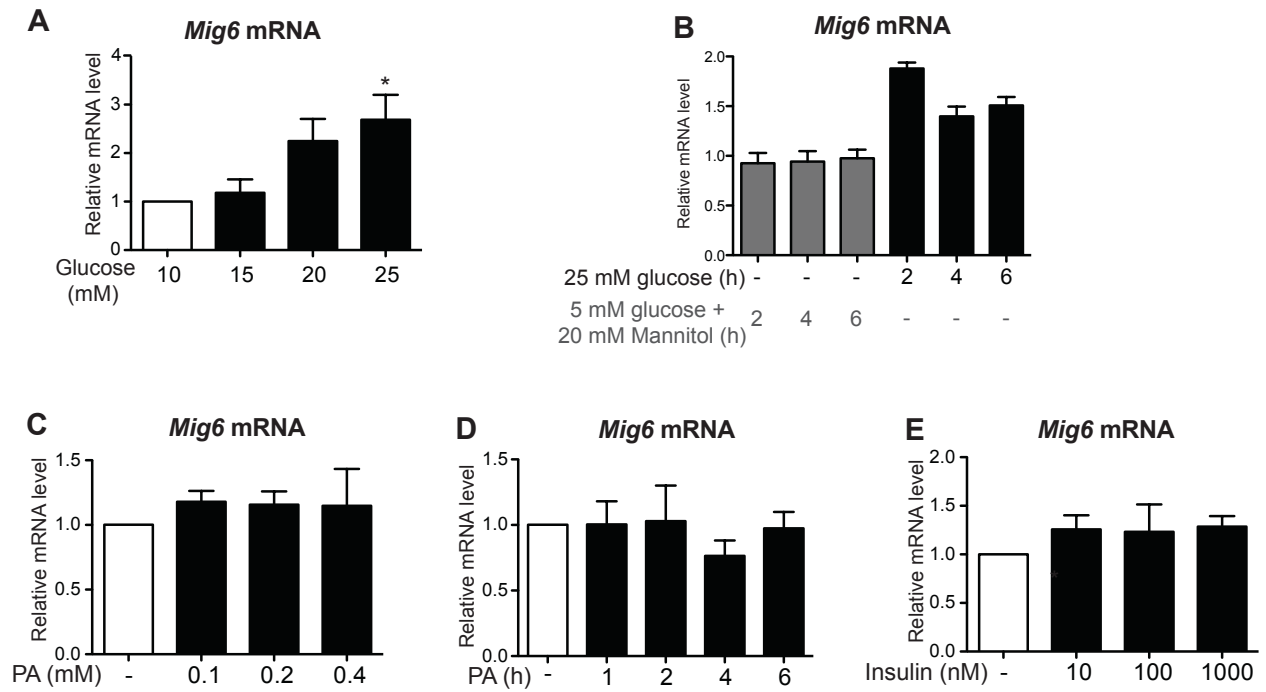 A
Mig6 mRNA
Relative mRNA level
4
3
2
1
0
*
Glucose
(mM)
10 15 20 25
B
Mig6 mRNA
Relative mRNA level
2.0
1.5
1.0
0.5
0.0
25 mM glucose (h) - - - 2 4 6
5 mM glucose +
20 mM Mannitol (h)
2 4 6 - - -
C
Mig6 mRNA
Relative mRNA level
1.5
1.0
0.5
0.0
PA (mM) - 0.1 0.2 0.4
D
Mig6 mRNA
Relative mRNA level
1.5
1.0
0.5
0.0
PA (h) - 1 2 4 6
E
Mig6 mRNA
Relative mRNA level
2.0
1.5
1.0
0.5
0.0
*
Insulin (nM) - 10 100 1000